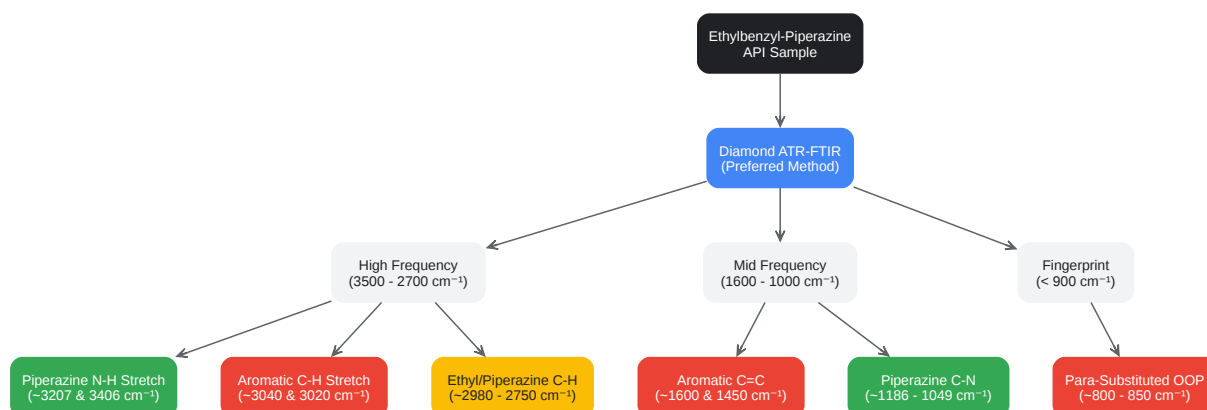 Ethylbenzyl-Piperazine
API Sample
Diamond ATR-FTIR
(Preferred Method)
High Frequency
(3500 - 2700 cm⁻¹)
Mid Frequency
(1600 - 1000 cm⁻¹)
Fingerprint
(< 900 cm⁻¹)
Piperazine N-H Stretch
(~3207 & 3406 cm⁻¹)
Aromatic C-H Stretch
(~3040 & 3020 cm⁻¹)
Ethyl/Piperazine C-H
(~2980 - 2750 cm⁻¹)
Aromatic C=C
(~1600 & 1450 cm⁻¹)
Piperazine C-N
(~1186 - 1049 cm⁻¹)
Para-Substituted OOP
(~800 - 850 cm⁻¹)